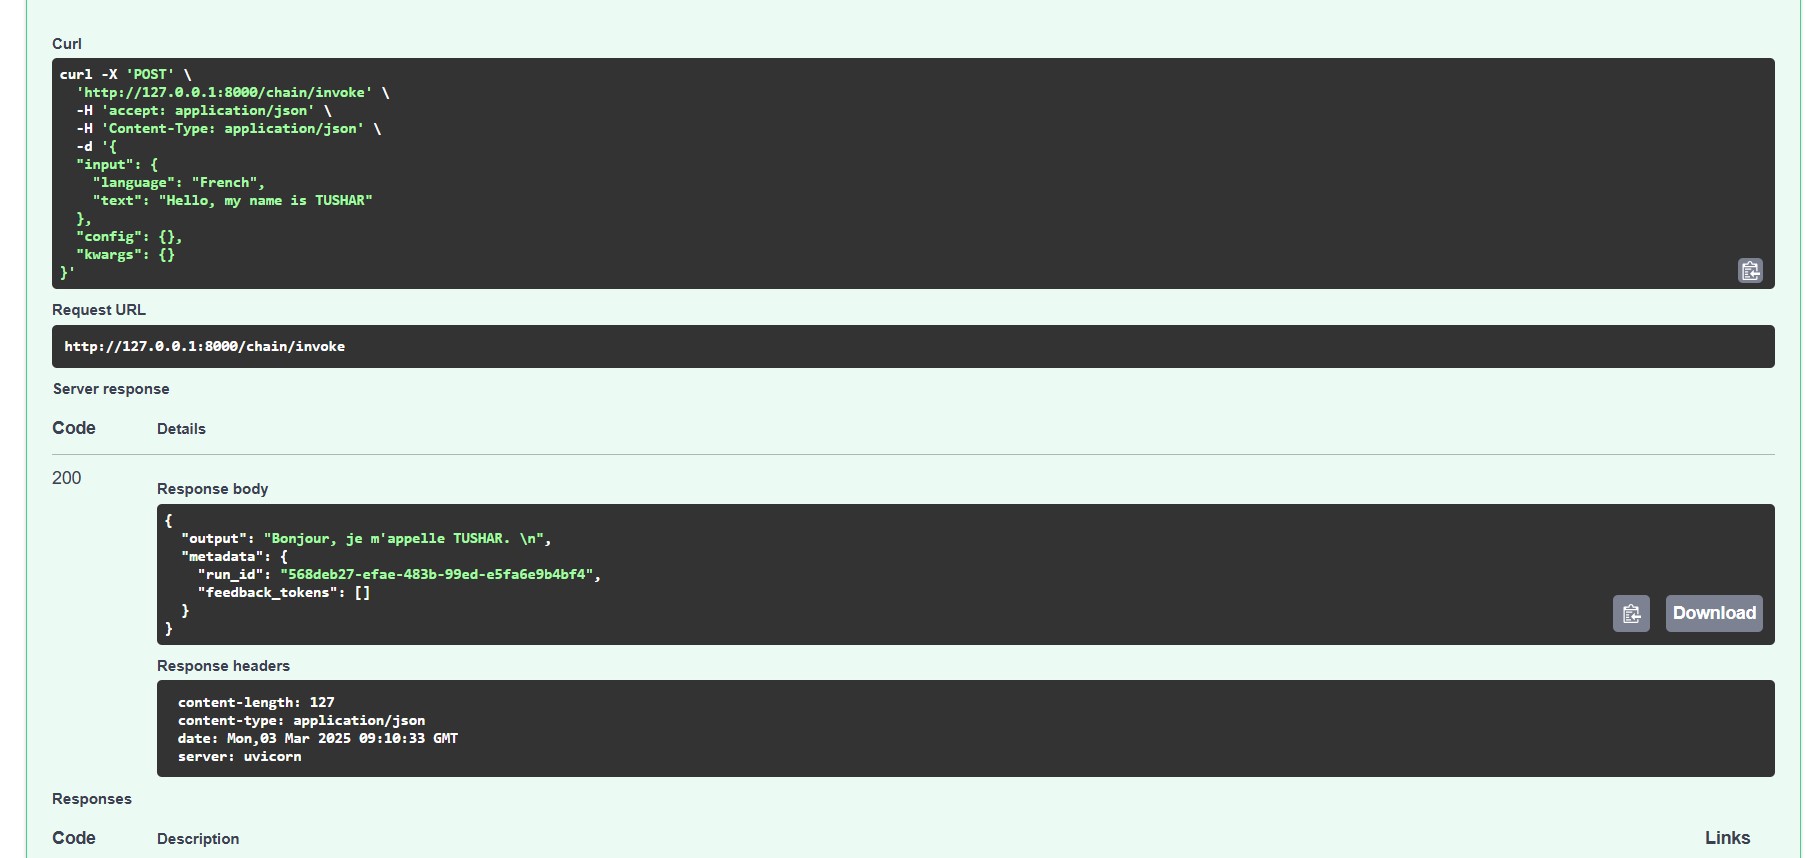 Curl
curl -X 'POST' \
  'http://127.0.0.1:8000/chain/invoke' \
  -H 'accept: application/json' \
  -H 'Content-Type: application/json' \
  -d '{
  "input": {
    "language": "French",
    "text": "Hello, my name is TUSHAR"
  },
  "config": {},
  "kwargs": {}
}'
Request URL
http://127.0.0.1:8000/chain/invoke
Server response
Code Details
200
Response body
{
  "output": "Bonjour, je m'appelle TUSHAR. \n",
  "metadata": {
    "run_id": "568deb27-efae-483b-99ed-e5fa6e9b4bf4",
    "feedback_tokens": []
  }
}
Download
Response headers
content-length: 127
content-type: application/json
date: Mon,03 Mar 2025 09:10:33 GMT
server: uvicorn
Responses
Code Description Links